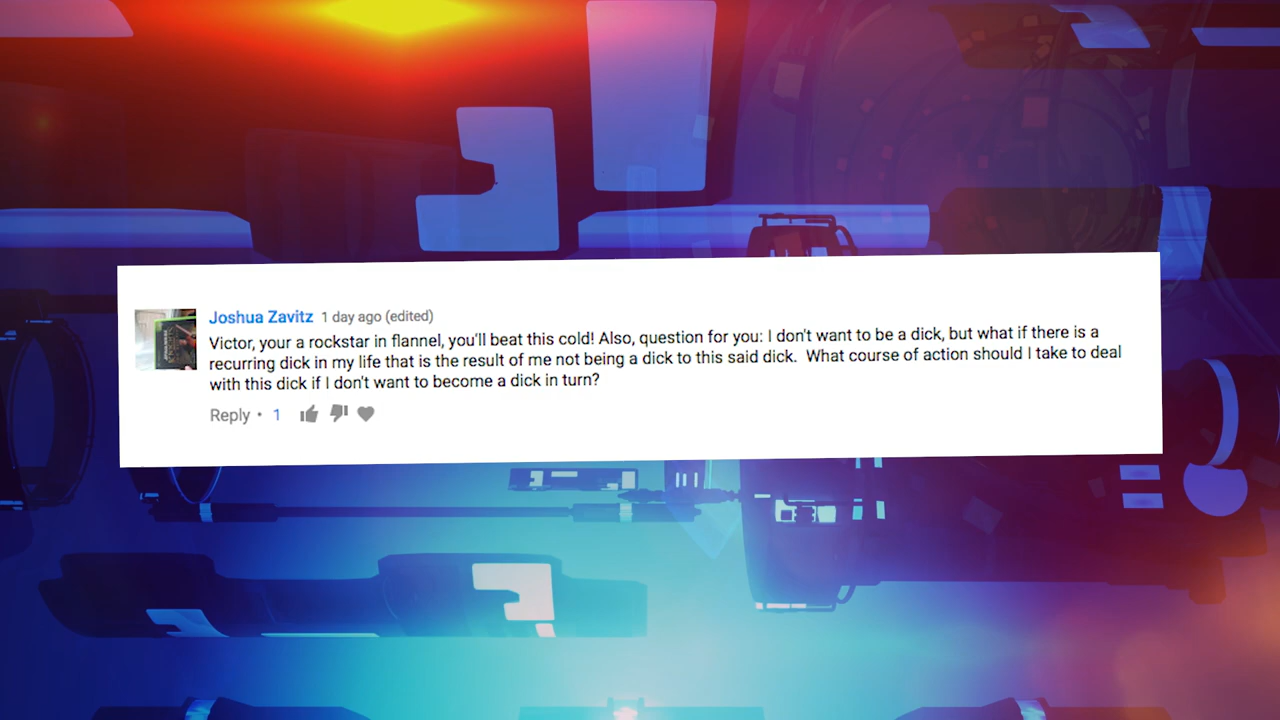 Joshua Zavitz 1 day ago (edited)
Victor, your a rockstar in flannel, you'll beat this cold! Also, question for you: I don't want to be a dick, but what if there is a
recurring dick in my life that is the result of me not being a dick to this said dick.  What course of action should I take to deal
with this dick if I don't want to become a dick in turn?
Reply • 1